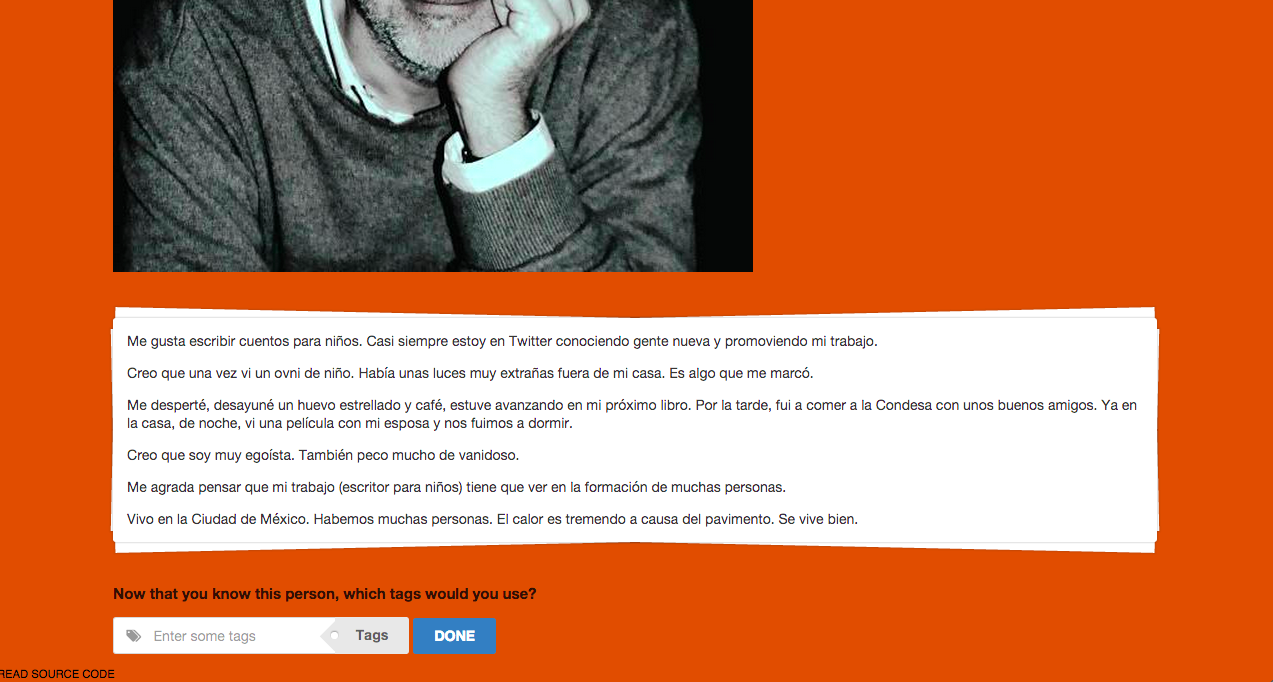 Me gusta escribir cuentos para niños. Casi siempre estoy en Twitter conociendo gente nueva y promoviendo mi trabajo.
Creo que una vez vi un ovni de niño. Había unas luces muy extrañas fuera de mi casa. Es algo que me marcó.
Me desperté, desayuné un huevo estrellado y café, estuve avanzando en mi próximo libro. Por la tarde, fui a comer a la Condesa con unos buenos amigos. Ya en
la casa, de noche, vi una película con mi esposa y nos fuimos a dormir.
Creo que soy muy egoísta. También peco mucho de vanidoso.
Me agrada pensar que mi trabajo (escritor para niños) tiene que ver en la formación de muchas personas.
Vivo en la Ciudad de México. Habemos muchas personas. El calor es tremendo a causa del pavimento. Se vive bien.
Now that you know this person, which tags would you use?
Enter some tags Tags DONE
READ SOURCE CODE